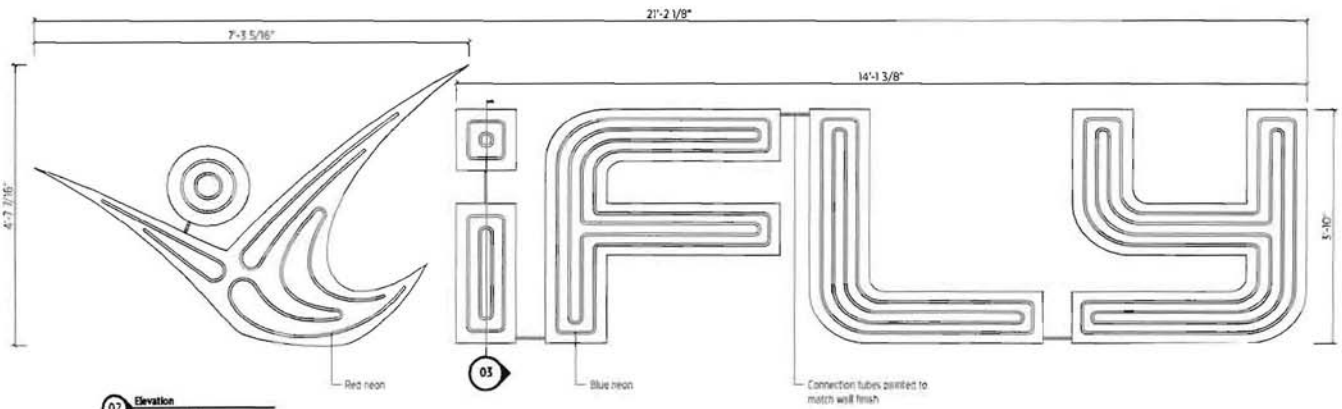 21'-2 1/8"
7'-3 5/16"
14'-1 3/8"
4'-7 7/16"
3'-10"
iFLY
03
Red neon
Blue neon
Connection tubes painted to
match wall finish
02 Elevation